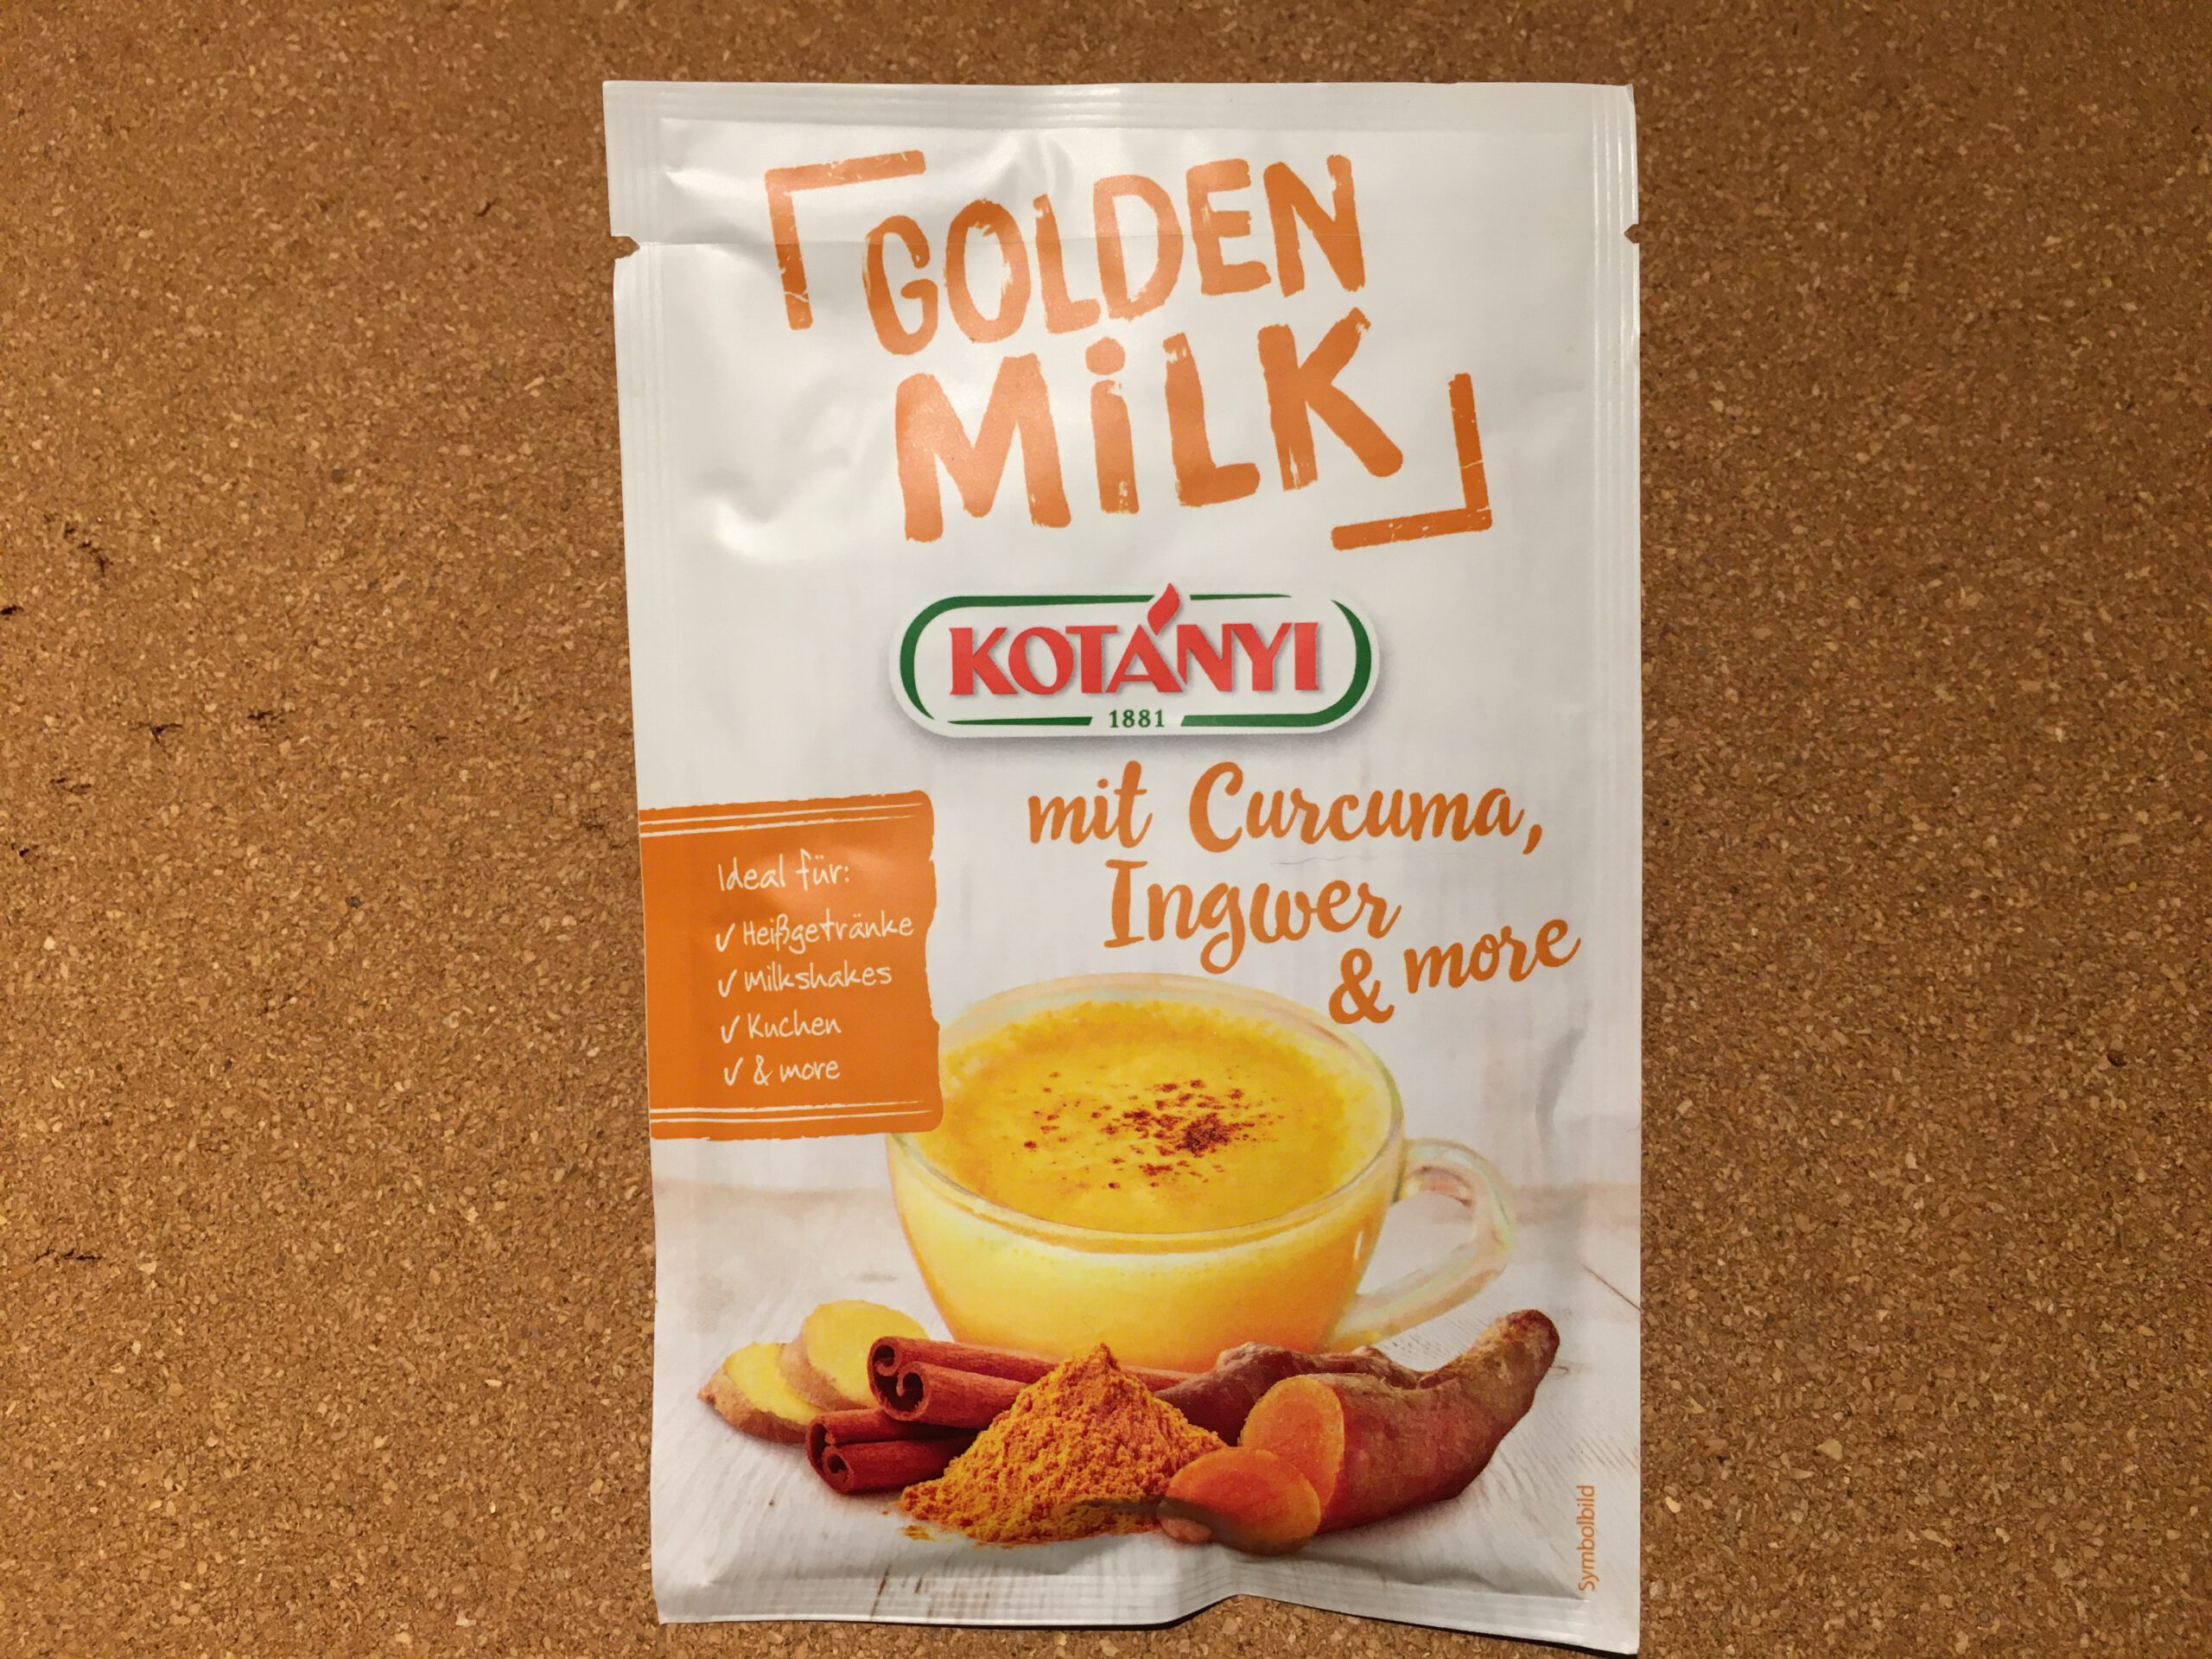 GOLDEN
MiLK
KOTÁNYI
1881
mit Curcuma,
Ingwer
& more
Ideal für:
✓ Heißgetränke
✓ Milkshakes
✓ Kuchen
✓ & more
Symbolbild